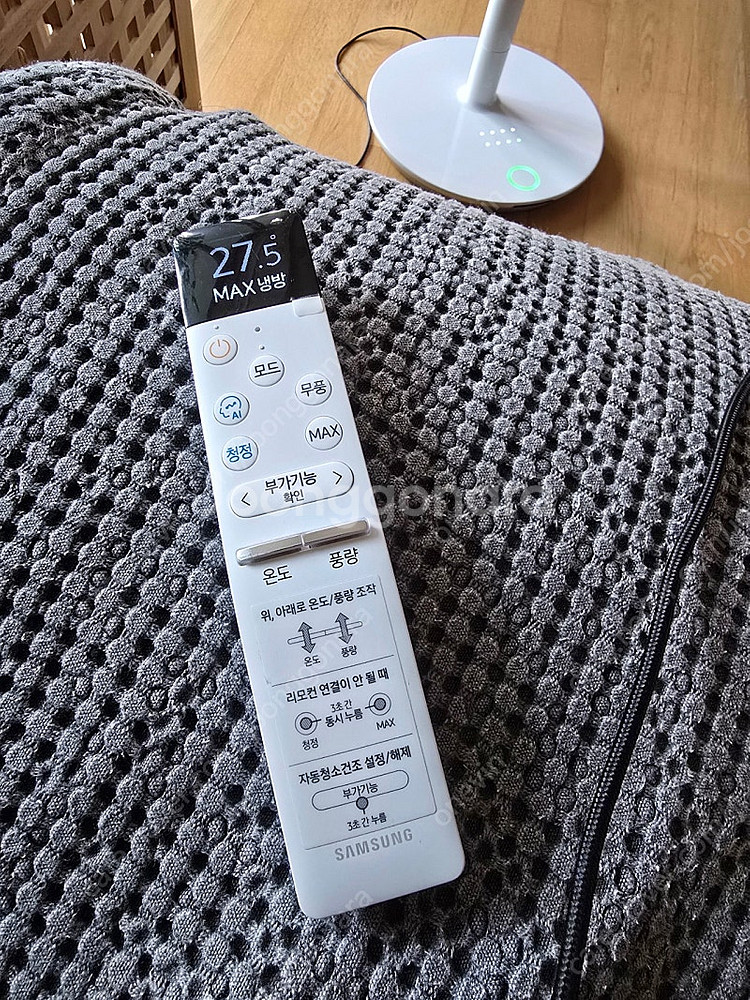 27.5°
MAX 냉방
모드
무풍
AI
MAX
청정
< 부가기능 >
확인
온도 풍량
위, 아래로 온도/풍량 조작
온도 풍량
리모컨 연결이 안 될 때
3초 간
동시 누름
청정 MAX
자동청소건조 설정/해제
부가기능
3초 간 누름
SAMSUNG
joonggonara